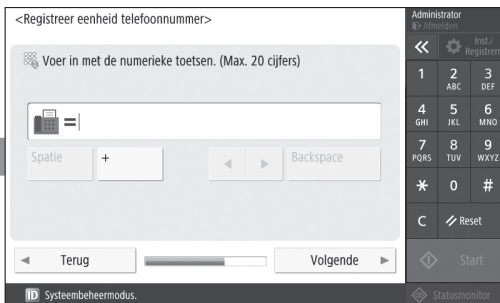 <Registreer eenheid telefoonnummer>
Voer in met de numerieke toetsen. (Max. 20 cijfers)
=
Spatie
+
Backspace
Terug
Volgende
ID Systeembeheermodus.
Administrator
Afmelden
Inst./
Registreren
1
2 ABC
3 DEF
4 GHI
5 JKL
6 MNO
7 PQRS
8 TUV
9 WXYZ
* 0 #
C
Reset
Start
Statusmonitor